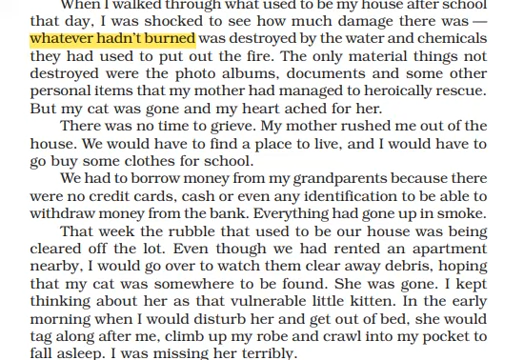 When I walked through what used to be my house after school
that day, I was shocked to see how much damage there was —
whatever hadn't burned was destroyed by the water and chemicals
they had used to put out the fire. The only material things not
destroyed were the photo albums, documents and some other
personal items that my mother had managed to heroically rescue.
But my cat was gone and my heart ached for her.
There was no time to grieve. My mother rushed me out of the
house. We would have to find a place to live, and I would have to
go buy some clothes for school.
We had to borrow money from my grandparents because there
were no credit cards, cash or even any identification to be able to
withdraw money from the bank. Everything had gone up in smoke.
That week the rubble that used to be our house was being
cleared off the lot. Even though we had rented an apartment
nearby, I would go over to watch them clear away debris, hoping
that my cat was somewhere to be found. She was gone. I kept
thinking about her as that vulnerable little kitten. In the early
morning when I would disturb her and get out of bed, she would
tag along after me, climb up my robe and crawl into my pocket to
fall asleep. I was missing her terribly.